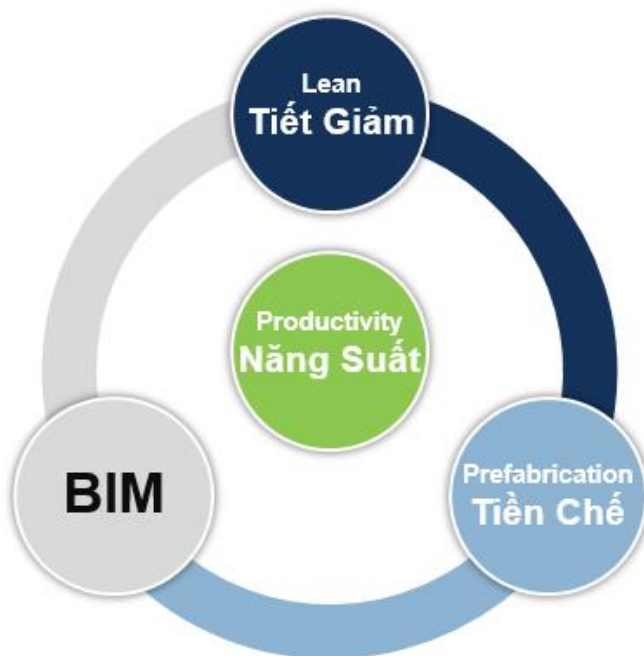 Lean
Tiết Giảm
Productivity
Năng Suất
BIM
Prefabrication
Tiền Chế